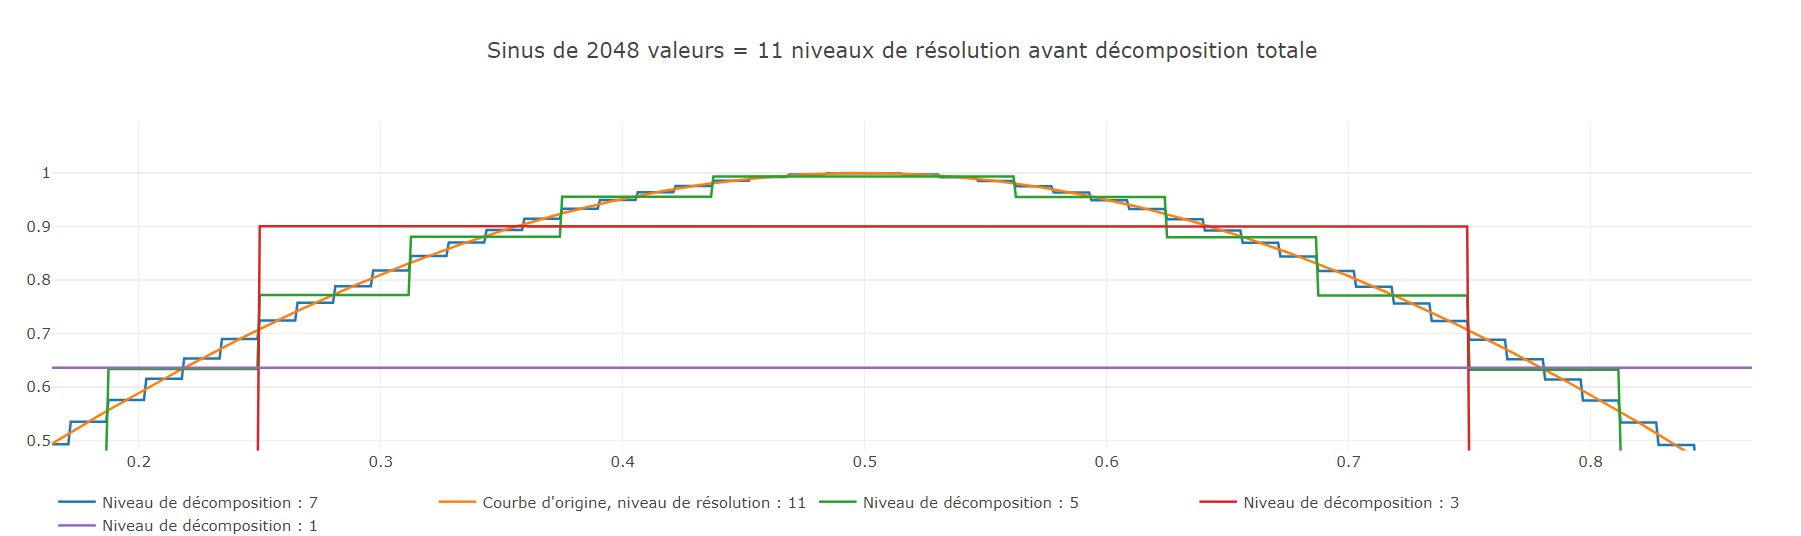 Sinus de 2048 valeurs = 11 niveaux de résolution avant décomposition totale
1
0.9
0.8
0.7
0.6
0.5
0.2 0.3 0.4 0.5 0.6 0.7 0.8
Niveau de décomposition : 7 Courbe d'origine, niveau de résolution : 11 Niveau de décomposition : 5 Niveau de décomposition : 3
Niveau de décomposition : 1